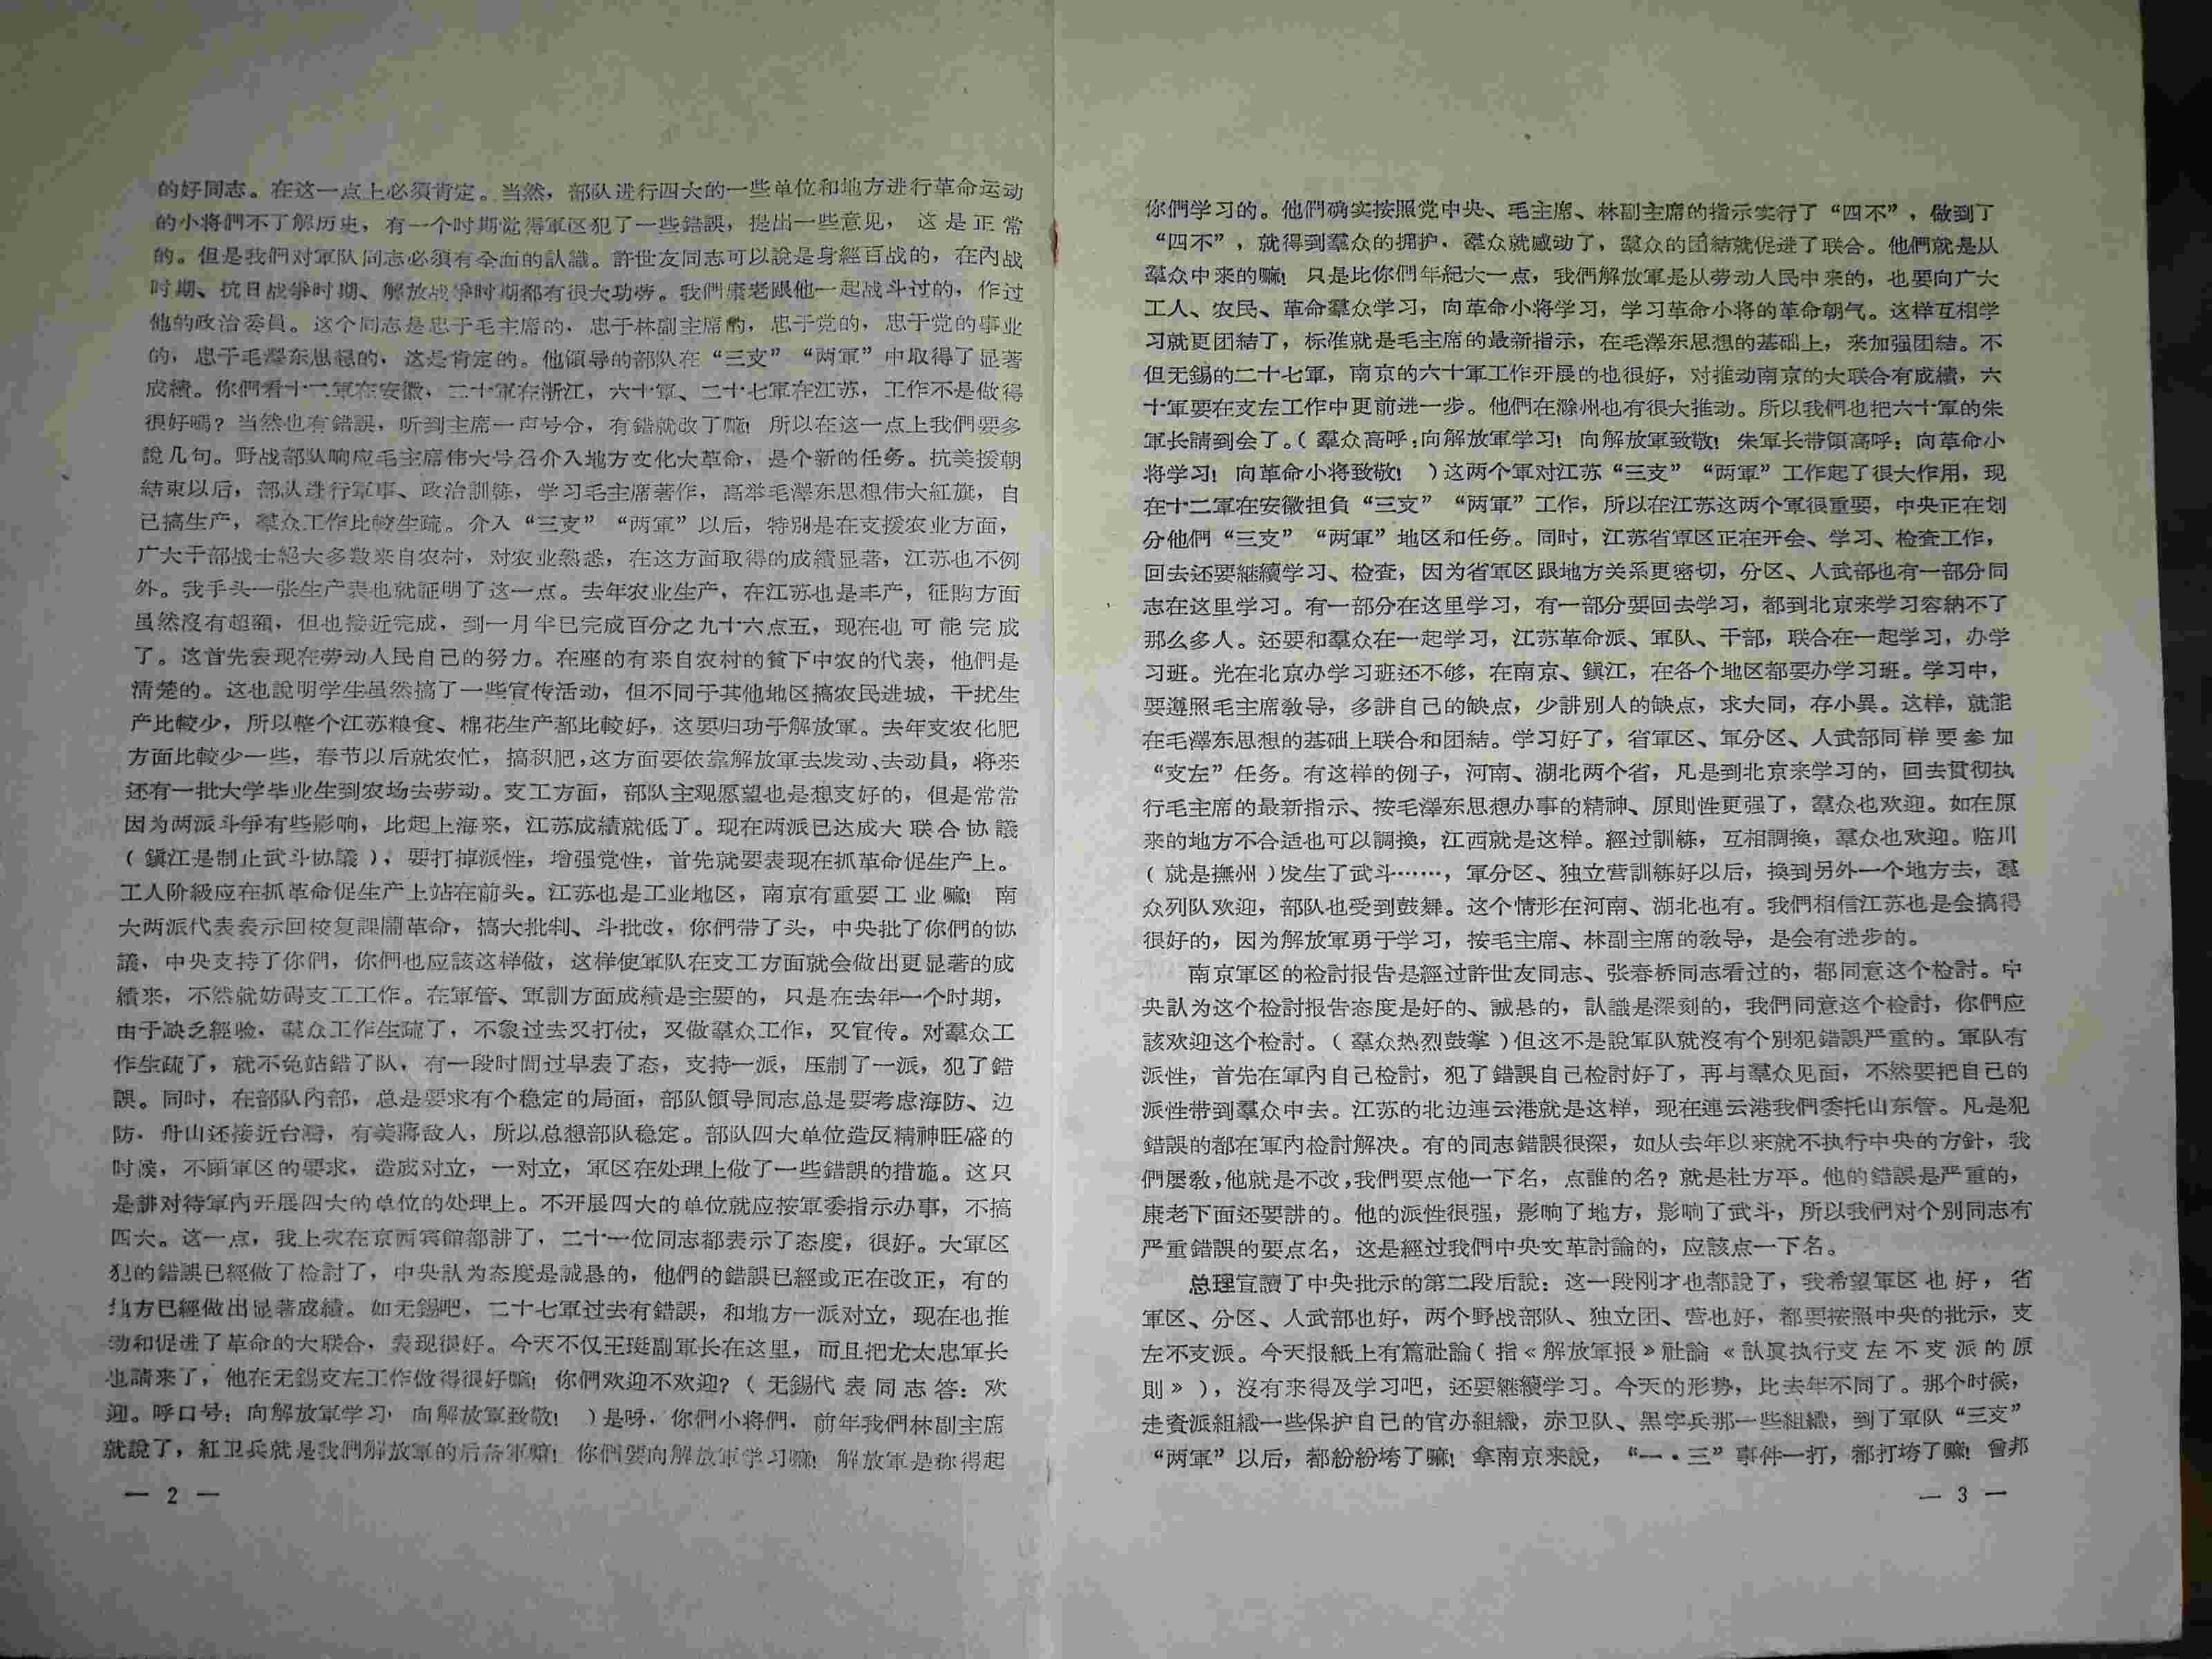 的好同志。在这一点上必須肯定。当然，部队进行四大的一些单位和地方进行革命运动
的小将們不了解历史，有一个时期觉得軍区犯了一些錯誤，提出一些意见，这是正常
的。但是我們对軍队同志必須有全面的認識。許世友同志可以說是身經百战的，在內战
时期、抗日战爭时期、解放战爭时期都有很大功劳。我們康老跟他一起战斗过的，作过
他的政治委員。这个同志是忠于毛主席的，忠于林副主席的，忠于党的，忠于党的事业
的，忠于毛澤东思想的，这是肯定的。他領导的部队在“三支”“两軍”中取得了显著
成績。你們看十二軍在安徽，二十軍在浙江，六十軍、二十七軍在江苏，工作不是做得
很好嗎？当然也有錯誤，听到主席一声号令，有錯就改了嘛！所以在这一点上我們要多
說几句。野战部队响应毛主席伟大号召介入地方文化大革命，是个新的任务。抗美援朝
結束以后，部队进行軍事、政治訓练，学习毛主席著作，高举毛澤东思想伟大紅旗，自
己搞生产，羣众工作比較生疏。介入“三支”“两軍”以后，特別是在支援农业方面，
广大干部战士絕大多数来自农村，对农业熟悉，在这方面取得的成績显著，江苏也不例
外。我手头一张生产表也就証明了这一点。去年农业生产，在江苏也是丰产，征购方面
虽然沒有超額，但也接近完成，到一月半已完成百分之九十六点五，现在也可能完成
了。这首先表现在劳动人民自己的努力。在座的有来自农村的貧下中农的代表，他們是
清楚的。这也說明学生虽然搞了一些宣传活动，但不同于其他地区搞农民进城，干扰生
产比較少，所以整个江苏粮食、棉花生产都比較好，这要归功于解放軍。去年支农化肥
方面比較少一些，春节以后就农忙，搞积肥，这方面要依靠解放軍去发动、去动員，将来
还有一批大学毕业生到农场去劳动。支工方面，部队主观愿望也是想支好的，但是常常
因为两派斗爭有些影响，比起上海来，江苏成績就低了。现在两派已达成大联合协議
（鎮江是制止武斗协議），要打掉派性，增强党性，首先就要表现在抓革命促生产上。
工人阶級应在抓革命促生产上站在前头。江苏也是工业地区，南京有重要工业嘛！南
大两派代表表示回校复課鬧革命，搞大批判、斗批改，你們带了头，中央批了你們的协
議，中央支持了你們，你們也应該这样做，这样使軍队在支工方面就会做出更显著的成
績来，不然就妨碍支工工作。在軍管、軍訓方面成績是主要的，只是在去年一个时期，
由于缺乏經驗，羣众工作生疏了，不象过去又打仗，又做羣众工作，又宣传。对羣众工
作生疏了，就不免站錯了队，有一段时間过早表了态，支持一派，压制了一派，犯了錯
誤。同时，在部队內部，总是要求有个稳定的局面，部队領导同志总是要考虑海防、边
防，舟山还接近台灣，有美蔣敌人，所以总想部队稳定。部队四大单位造反精神旺盛的
时候，不顾軍区的要求，造成对立，一对立，軍区在处理上做了一些錯誤的措施。这只
是講对待軍內开展四大的单位的处理上。不开展四大的单位就应按軍委指示办事，不搞
四大。这一点，我上次在京西宾館都讲了，二十一位同志都表示了态度，很好。大軍区
犯的錯誤已經做了检討了，中央認为态度是誠恳的，他們的錯誤已經或正在改正，有的
地方已經做出显著成績。如无錫吧，二十七軍过去有錯誤，和地方一派对立，现在也推
动和促进了革命的大联合，表现很好。今天不仅王挺副軍长在这里，而且把尤太忠軍长
也請来了，他在无錫支左工作做得很好嘛！你們欢迎不欢迎？（无錫代表同志答：欢
迎。呼口号：向解放軍学习，向解放軍致敬！）是呀，你們小将們，前年我們林副主席
就說了，紅卫兵就是我們解放軍的后备軍嘛！你們要向解放軍学习嘛！解放軍是称得起
— 2 —
你們学习的。他們确实按照党中央、毛主席、林副主席的指示实行了“四不”，做到了
“四不”，就得到羣众的拥护，羣众就感动了，羣众的团結就促进了联合。他們就是从
羣众中来的嘛！只是比你們年紀大一点，我們解放軍是从劳动人民中来的，也要向广大
工人、农民、革命羣众学习，向革命小将学习，学习革命小将的革命朝气。这样互相学
习就更团結了，标准就是毛主席的最新指示，在毛澤东思想的基础上，来加强团結。不
但无錫的二十七軍，南京的六十軍工作开展的也很好，对推动南京的大联合有成績，六
十軍要在支左工作中更前进一步。他們在滁州也有很大推动。所以我們也把六十軍的朱
軍长請到会了。（羣众高呼：向解放軍学习！向解放軍致敬！朱軍长带領高呼：向革命小
将学习！向革命小将致敬！）这两个軍对江苏“三支”“两軍”工作起了很大作用，现
在十二軍在安徽担負“三支”“两軍”工作，所以在江苏这两个軍很重要，中央正在划
分他們“三支”“两軍”地区和任务。同时，江苏省軍区正在开会、学习、检查工作，
回去还要継續学习、检查，因为省軍区跟地方关系更密切，分区、人武部也有一部分同
志在这里学习。有一部分在这里学习，有一部分要回去学习，都到北京来学习容納不了
那么多人。还要和羣众在一起学习，江苏革命派、軍队、干部，联合在一起学习，办学
习班。光在北京办学习班还不够，在南京、鎮江，在各个地区都要办学习班。学习中，
要遵照毛主席教导，多講自己的缺点，少講別人的缺点，求大同，存小異。这样，就能
在毛澤东思想的基础上联合和团結。学习好了，省軍区、軍分区、人武部同样要参加
“支左”任务。有这样的例子，河南、湖北两个省，凡是到北京来学习的，回去貫彻执
行毛主席的最新指示、按毛澤东思想办事的精神、原則性更强了，羣众也欢迎。如在原
来的地方不合适也可以調換，江西就是这样。經过訓練，互相調換，羣众也欢迎。临川
（就是撫州）发生了武斗……，軍分区、独立营訓練好以后，換到另外一个地方去，羣
众列队欢迎，部队也受到鼓舞。这个情形在河南、湖北也有。我們相信江苏也是会搞得
很好的，因为解放軍勇于学习，按毛主席、林副主席的教导，是会有进步的。
南京軍区的检討报告是經过許世友同志、张春桥同志看过的，都同意这个检討。中
央認为这个检討报告态度是好的、誠恳的，認識是深刻的，我們同意这个检討，你們应
該欢迎这个检討。（羣众热烈鼓掌）但这不是說軍队就沒有个別犯錯誤严重的。軍队有
派性，首先在軍內自己检討，犯了錯誤自己检討好了，再与羣众见面，不然要把自己的
派性带到羣众中去。江苏的北边連云港就是这样，现在連云港我們委托山东管。凡是犯
錯誤的都在軍內检討解决。有的同志錯誤很深，如从去年以来就不执行中央的方針，我
們屡教，他就是不改，我們要点他一下名，点誰的名？就是杜方平。他的錯誤是严重的，
康老下面还要講的。他的派性很强，影响了地方，影响了武斗，所以我們对个別同志有
严重錯誤的要点名，这是經过我們中央文革討論的，应該点一下名。
总理宣讀了中央批示的第二段后說：这一段刚才也都說了，我希望軍区也好，省
軍区、分区、人武部也好，两个野战部队、独立团、营也好，都要按照中央的批示，支
左不支派。今天报紙上有篇社論（指《解放軍报》社論《認眞执行支左不支派的原
則》），沒有来得及学习吧，还要継續学习。今天的形势，比去年不同了。那个时候，
走資派組織一些保护自己的官办組織，赤卫队、黑字兵那一些組織，到了軍队“三支”
“两軍”以后，都紛紛垮了嘛！拿南京来說，“一·三”事件一打，都打垮了嘛！曾邦
— 3 —